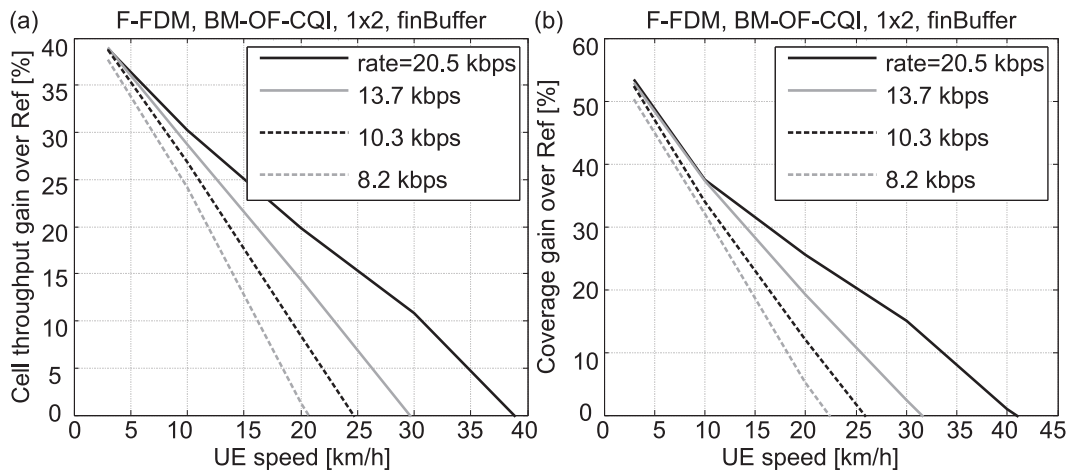 (a)
F-FDM, BM-OF-CQI, 1x2, finBuffer
Cell throughput gain over Ref [%]
40
35
30
25
20
15
10
5
0
rate=20.5 kbps
13.7 kbps
10.3 kbps
8.2 kbps
0 5 10 15 20 25 30 35 40
UE speed [km/h]
(b)
F-FDM, BM-OF-CQI, 1x2, finBuffer
Coverage gain over Ref [%]
60
50
40
30
20
10
0
rate=20.5 kbps
13.7 kbps
10.3 kbps
8.2 kbps
0 5 10 15 20 25 30 35 40 45
UE speed [km/h]